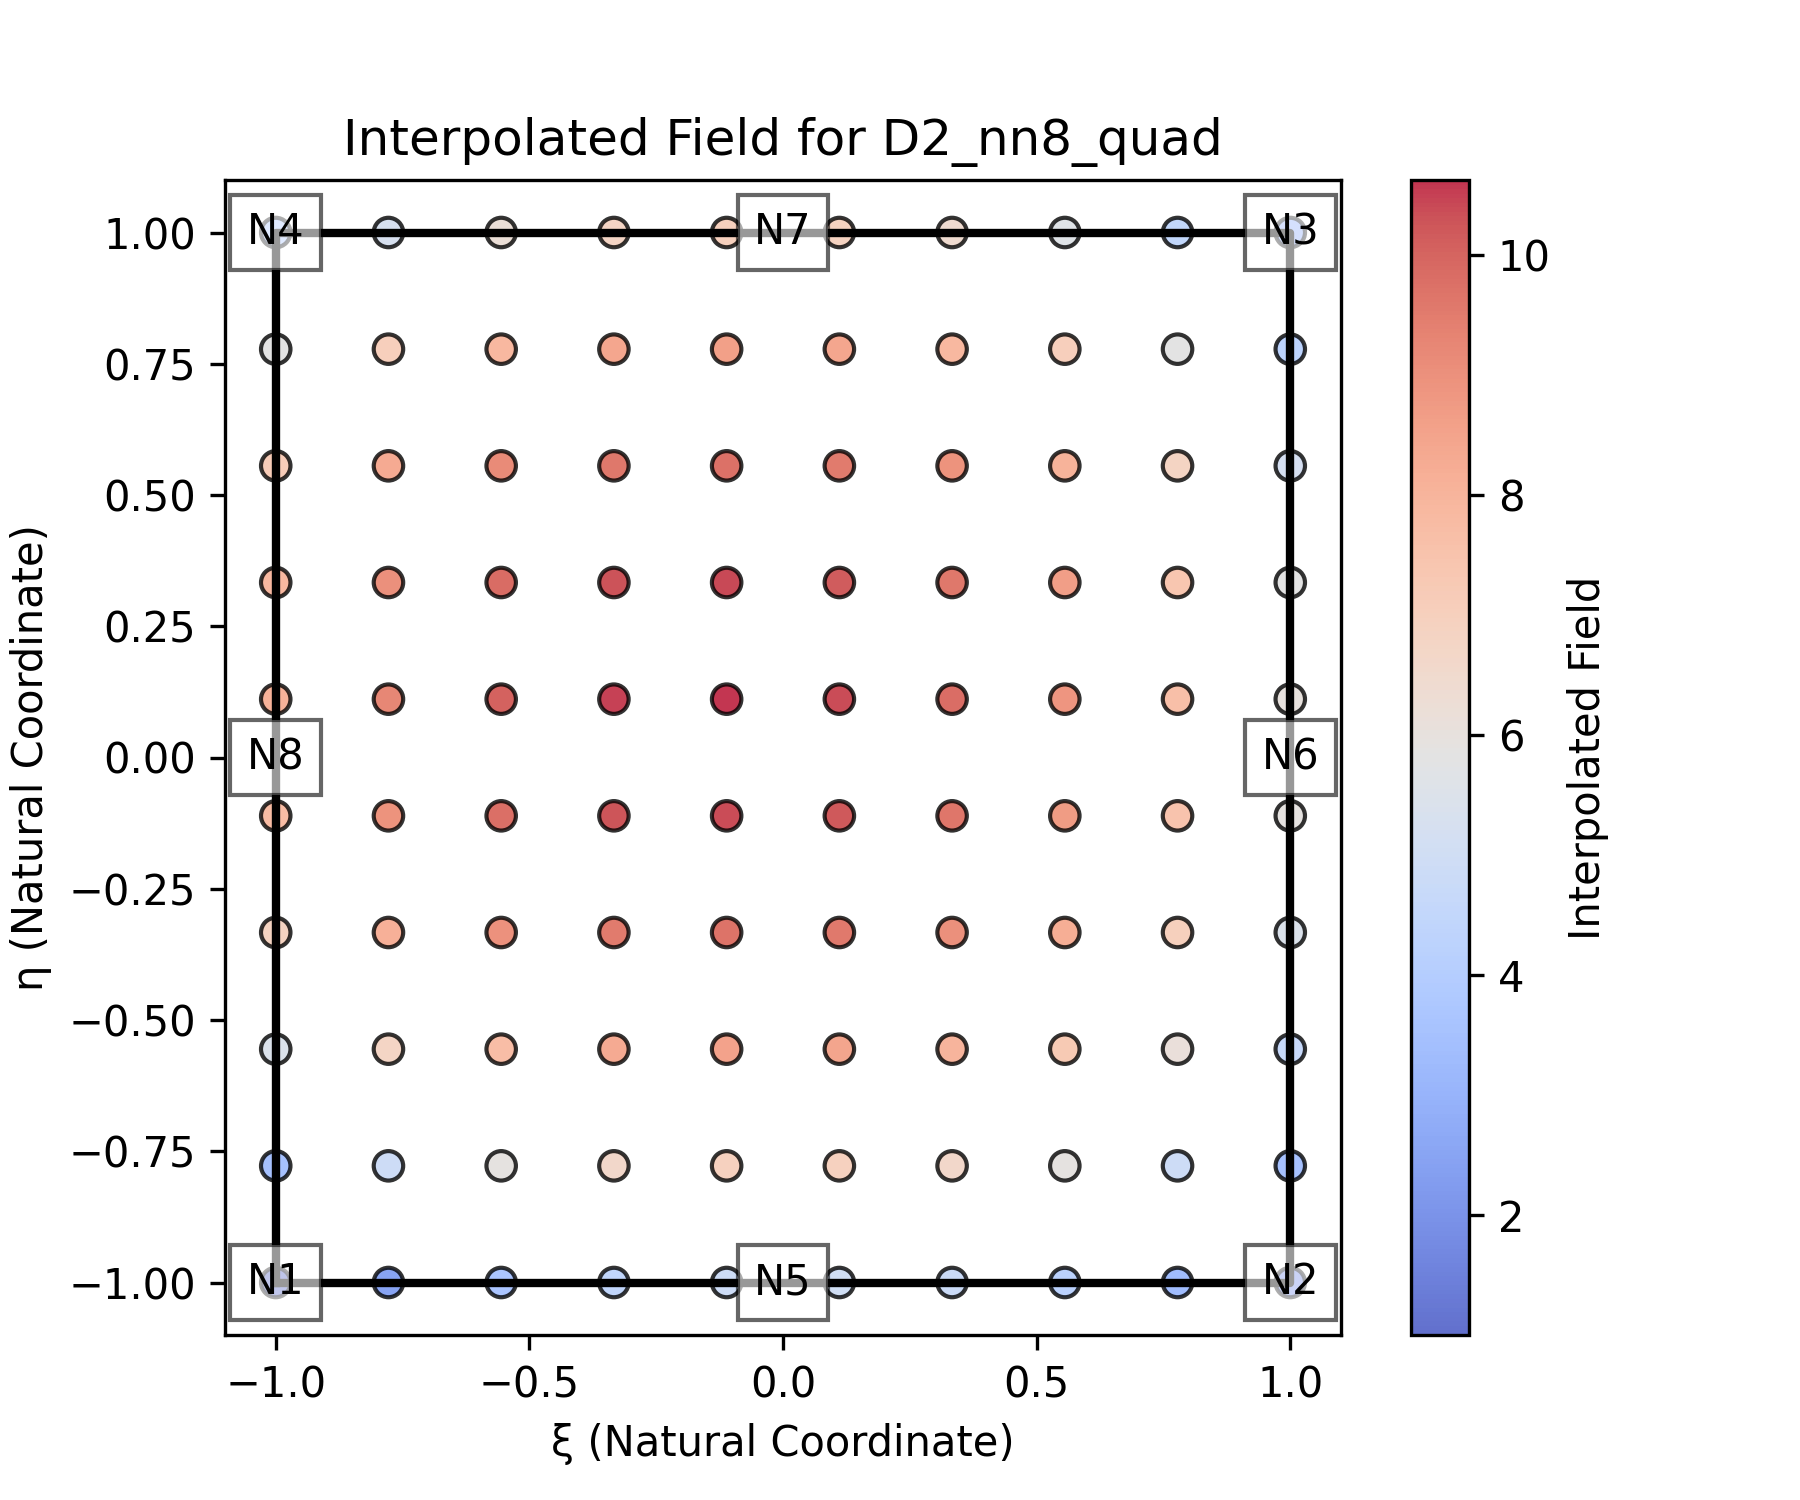 Interpolated Field for D2_nn8_quad
N4
N7
N3
N8
N6
N1
N5
N2
1.00
0.75
0.50
0.25
0.00
−0.25
−0.50
−0.75
−1.00
η (Natural Coordinate)
−1.0
−0.5
0.0
0.5
1.0
ξ (Natural Coordinate)
10
8
6
4
2
Interpolated Field